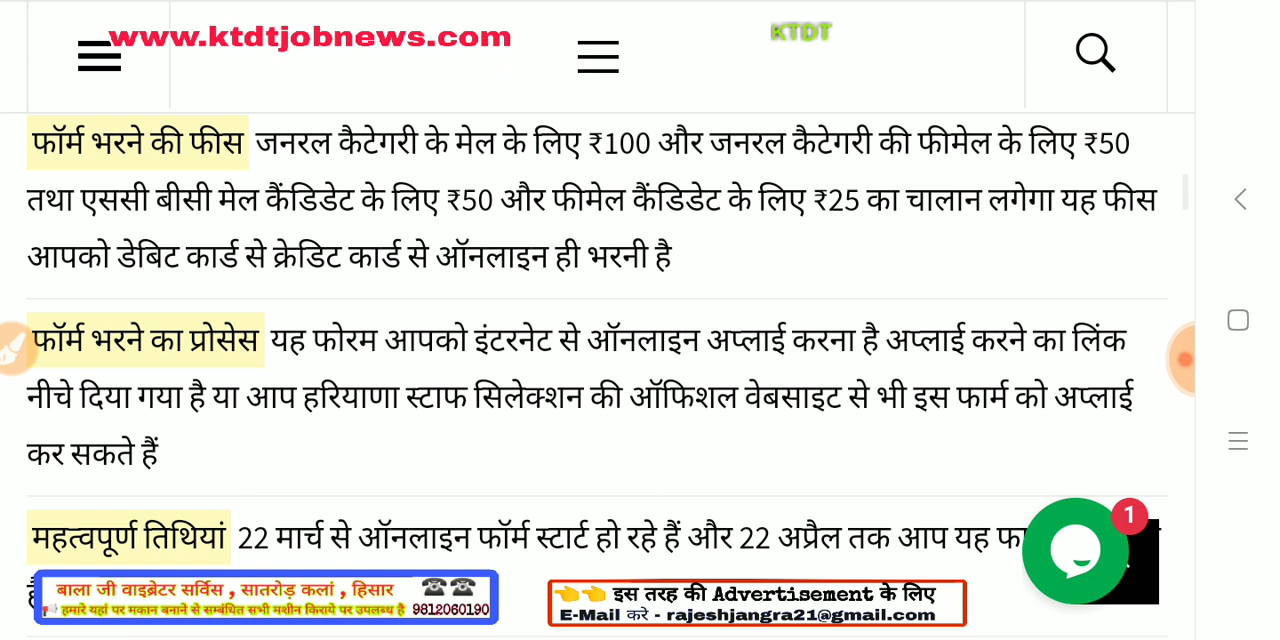 www.ktdtjobnews.com
KTDT
फॉर्म भरने की फीस जनरल कैटेगरी के मेल के लिए ₹100 और जनरल कैटेगरी की फीमेल के लिए ₹50
तथा एससी बीसी मेल कैंडिडेट के लिए ₹50 और फीमेल कैंडिडेट के लिए ₹25 का चालान लगेगा यह फीस
आपको डेबिट कार्ड से क्रेडिट कार्ड से ऑनलाइन ही भरनी है
फॉर्म भरने का प्रोसेस यह फोरम आपको इंटरनेट से ऑनलाइन अप्लाई करना है अप्लाई करने का लिंक
नीचे दिया गया है या आप हरियाणा स्टाफ सिलेक्शन की ऑफिशल वेबसाइट से भी इस फार्म को अप्लाई
कर सकते हैं
महत्वपूर्ण तिथियां 22 मार्च से ऑनलाइन फॉर्म स्टार्ट हो रहे हैं और 22 अप्रैल तक आप यह
1
बाला जी वाइब्रेटर सर्विस , सातरोड़ कलां , हिसार
हमारे यहां पर मकान बनाने से सम्बंधित सभी मशीन किराये पर उपलब्ध है 9812060190
इस तरह की Advertisement के लिए
E-Mail करे - rajeshjangra21@gmail.com